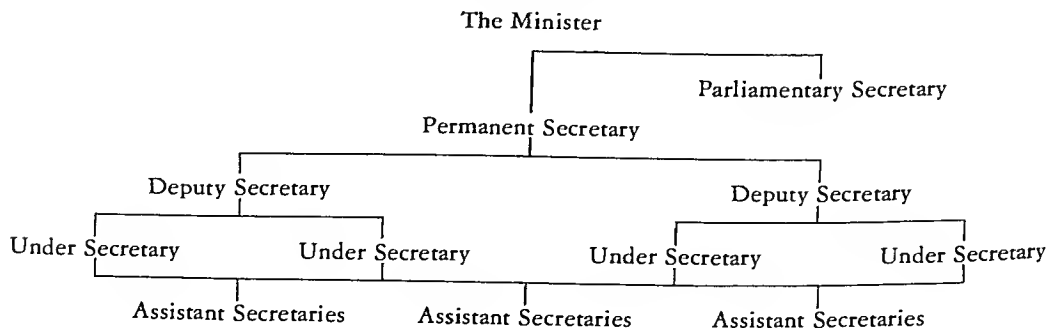 The Minister
Parliamentary Secretary
Permanent Secretary
Deputy Secretary Deputy Secretary
Under Secretary Under Secretary Under Secretary Under Secretary
Assistant Secretaries Assistant Secretaries Assistant Secretaries